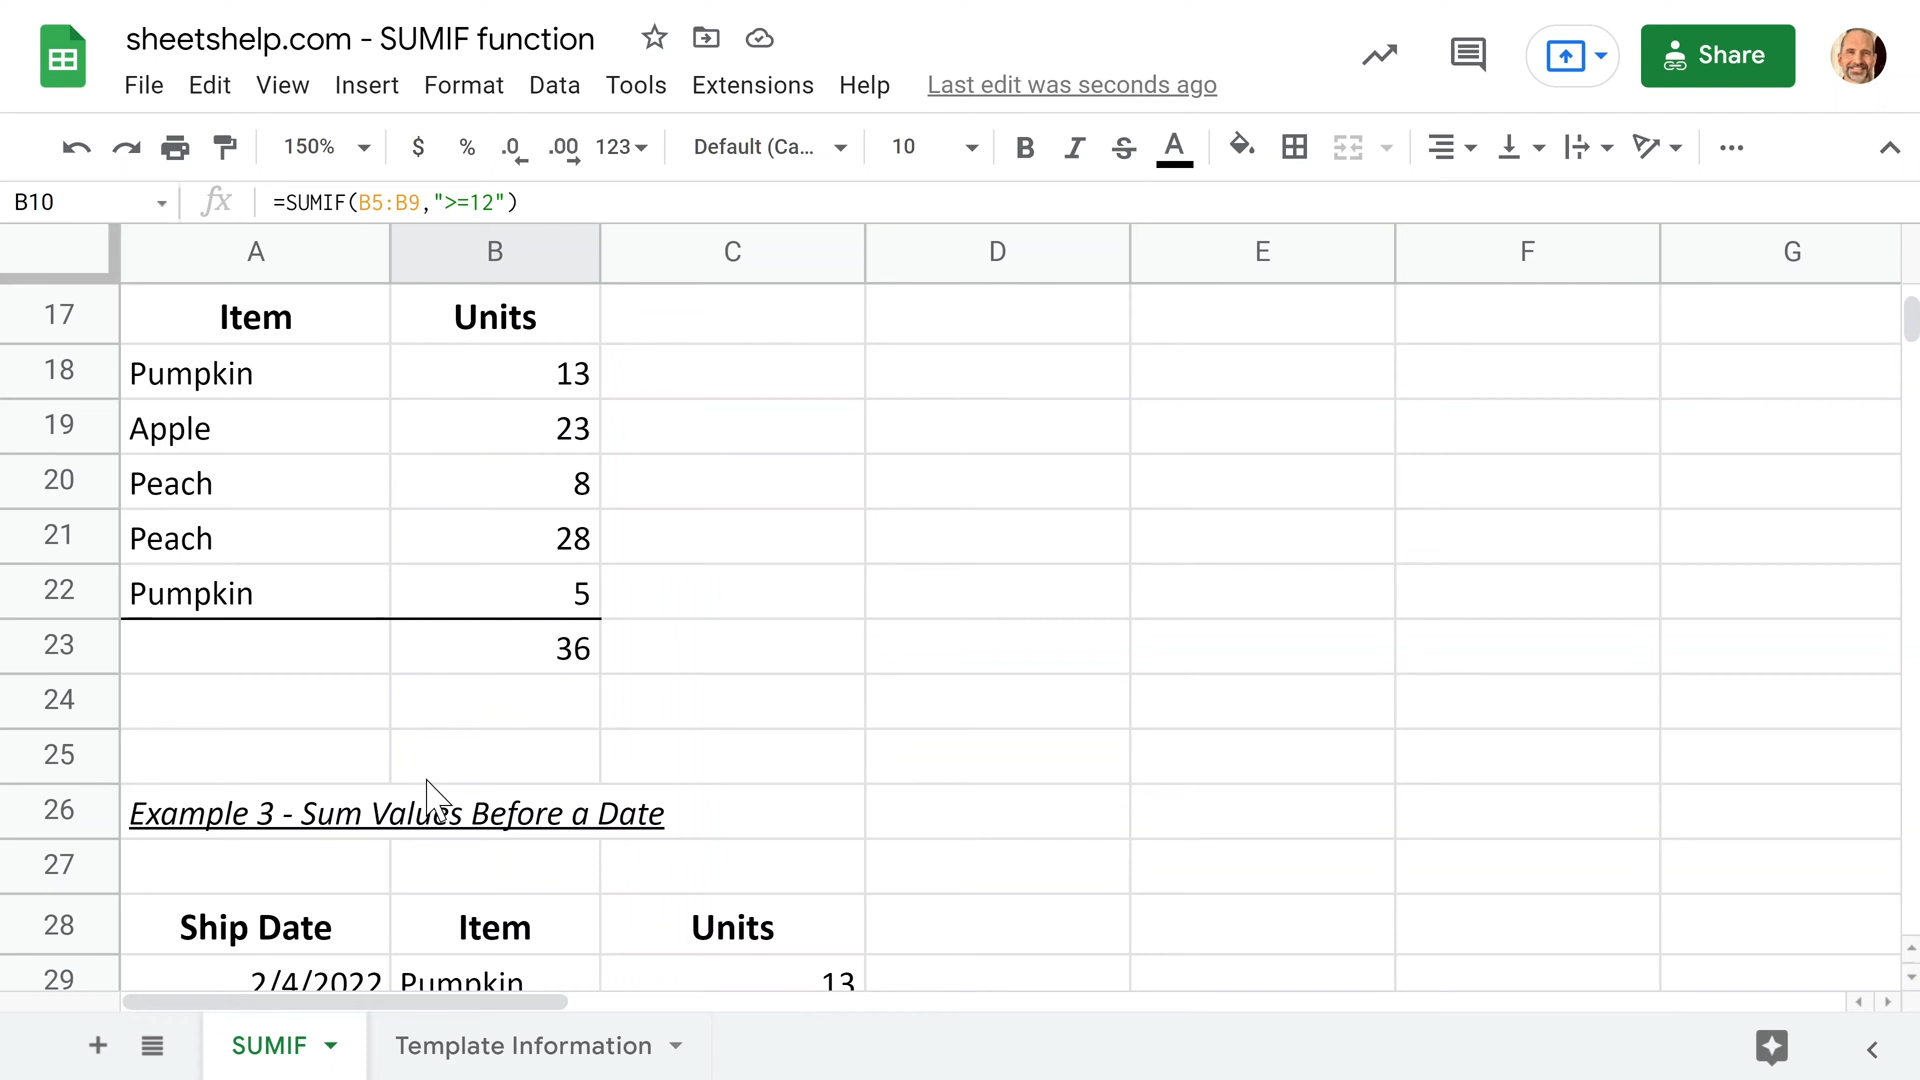 sheetshelp.com - SUMIF function
File Edit View Insert Format Data Tools Extensions Help Last edit was seconds ago
Share
150% $ % .0 .00 123 Default (Ca... 10 B I S A
B10 fx =SUMIF(B5:B9,">=12")
A B C D E F G
17 Item Units
18 Pumpkin 13
19 Apple 23
20 Peach 8
21 Peach 28
22 Pumpkin 5
23 36
24
25
26 Example 3 - Sum Values Before a Date
27
28 Ship Date Item Units
29 2/4/2022 Pumpkin 13
SUMIF Template Information